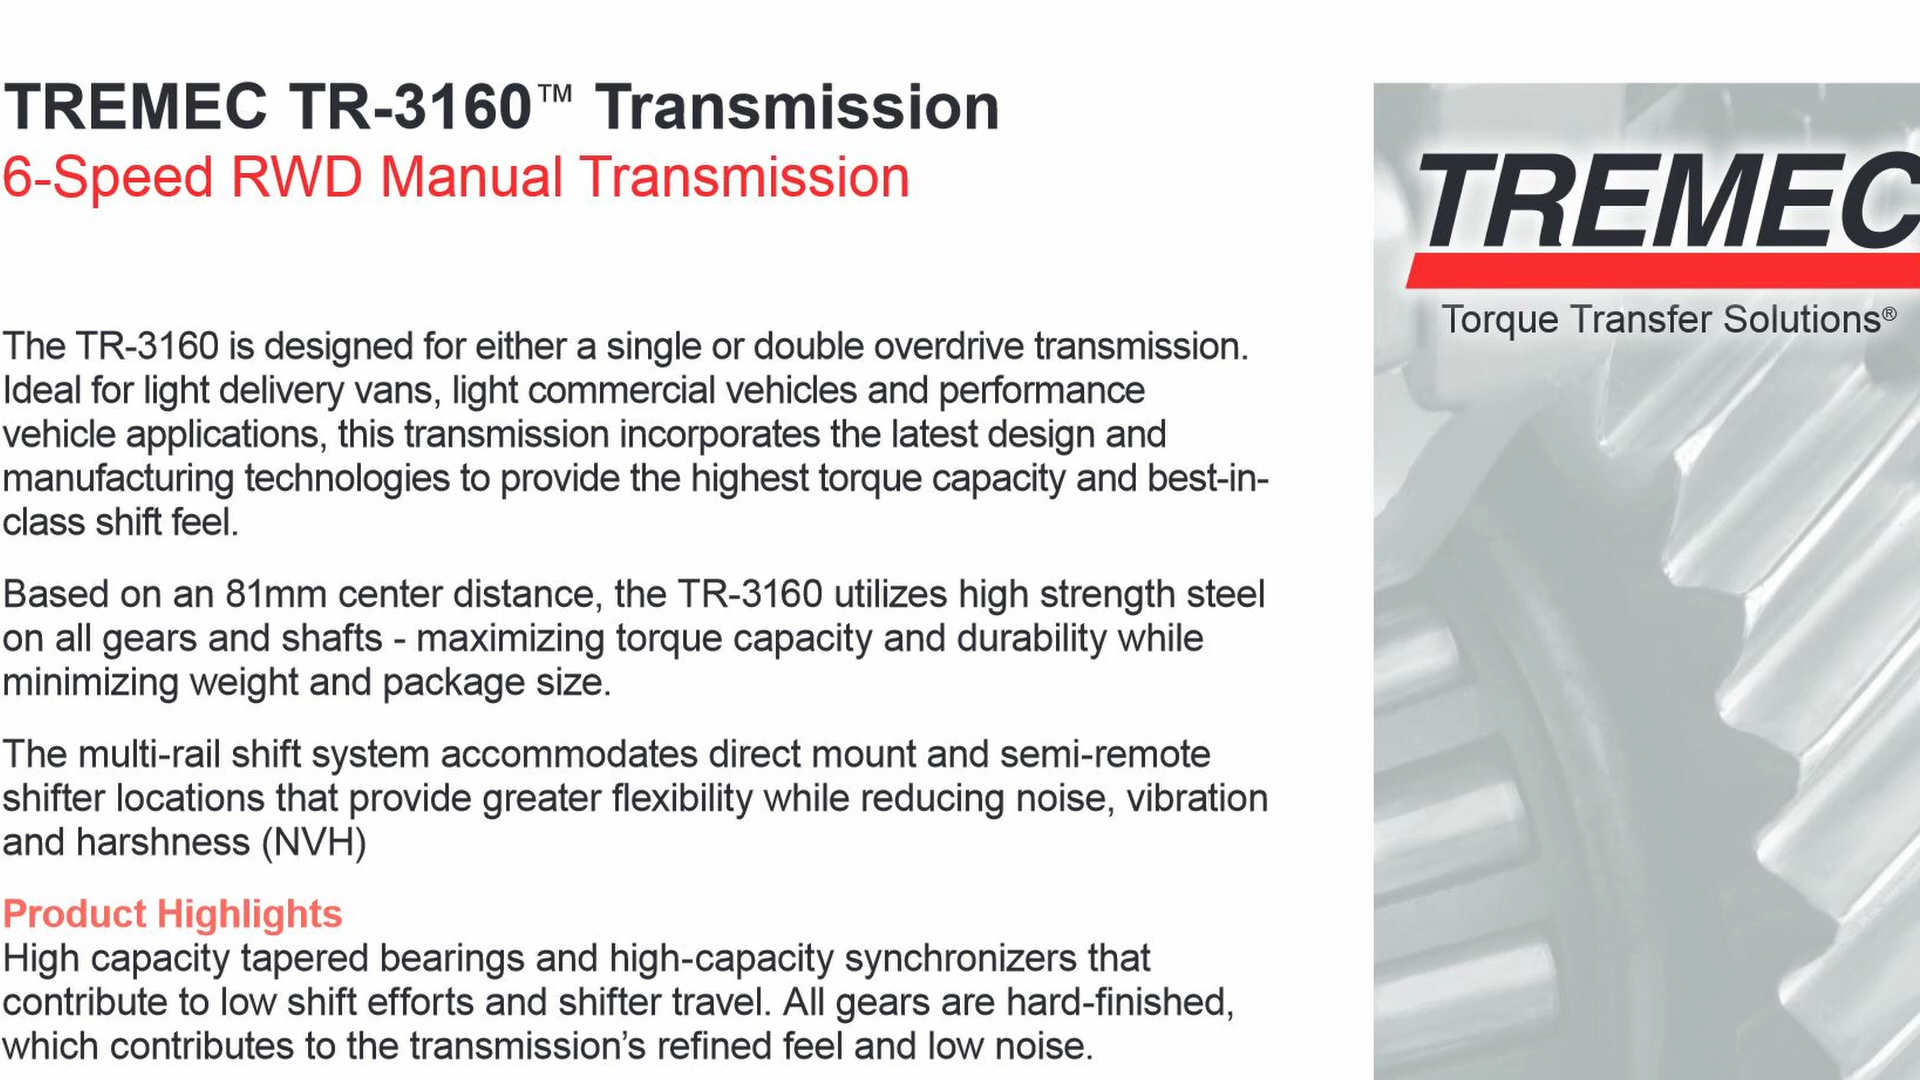 TREMEC TR-3160™ Transmission
6-Speed RWD Manual Transmission
TREMEC
Torque Transfer Solutions®
The TR-3160 is designed for either a single or double overdrive transmission.
Ideal for light delivery vans, light commercial vehicles and performance
vehicle applications, this transmission incorporates the latest design and
manufacturing technologies to provide the highest torque capacity and best-in-
class shift feel.
Based on an 81mm center distance, the TR-3160 utilizes high strength steel
on all gears and shafts - maximizing torque capacity and durability while
minimizing weight and package size.
The multi-rail shift system accommodates direct mount and semi-remote
shifter locations that provide greater flexibility while reducing noise, vibration
and harshness (NVH)
Product Highlights
High capacity tapered bearings and high-capacity synchronizers that
contribute to low shift efforts and shifter travel. All gears are hard-finished,
which contributes to the transmission’s refined feel and low noise.